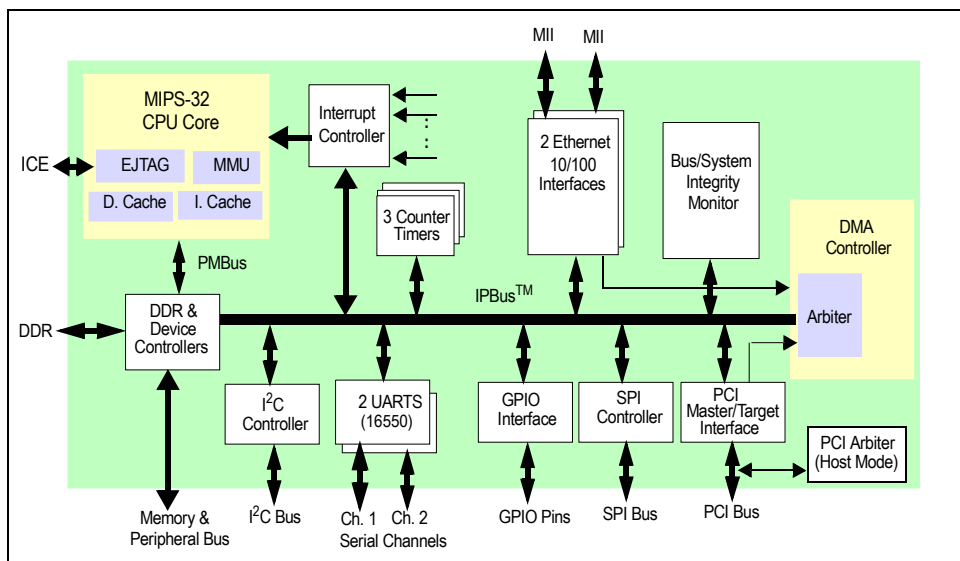 MII
MII
MIPS-32
CPU Core
ICE
EJTAG
MMU
D. Cache
I. Cache
Interrupt
Controller
2 Ethernet
10/100
Interfaces
Bus/System
Integrity
Monitor
3 Counter
Timers
DMA
Controller
Arbiter
PMBus
IPBus™
DDR
DDR &
Device
Controllers
I²C
Controller
2 UARTS
(16550)
GPIO
Interface
SPI
Controller
PCI
Master/Target
Interface
PCI Arbiter
(Host Mode)
Memory &
Peripheral Bus
I²C Bus
Ch. 1
Ch. 2
Serial Channels
GPIO Pins
SPI Bus
PCI Bus